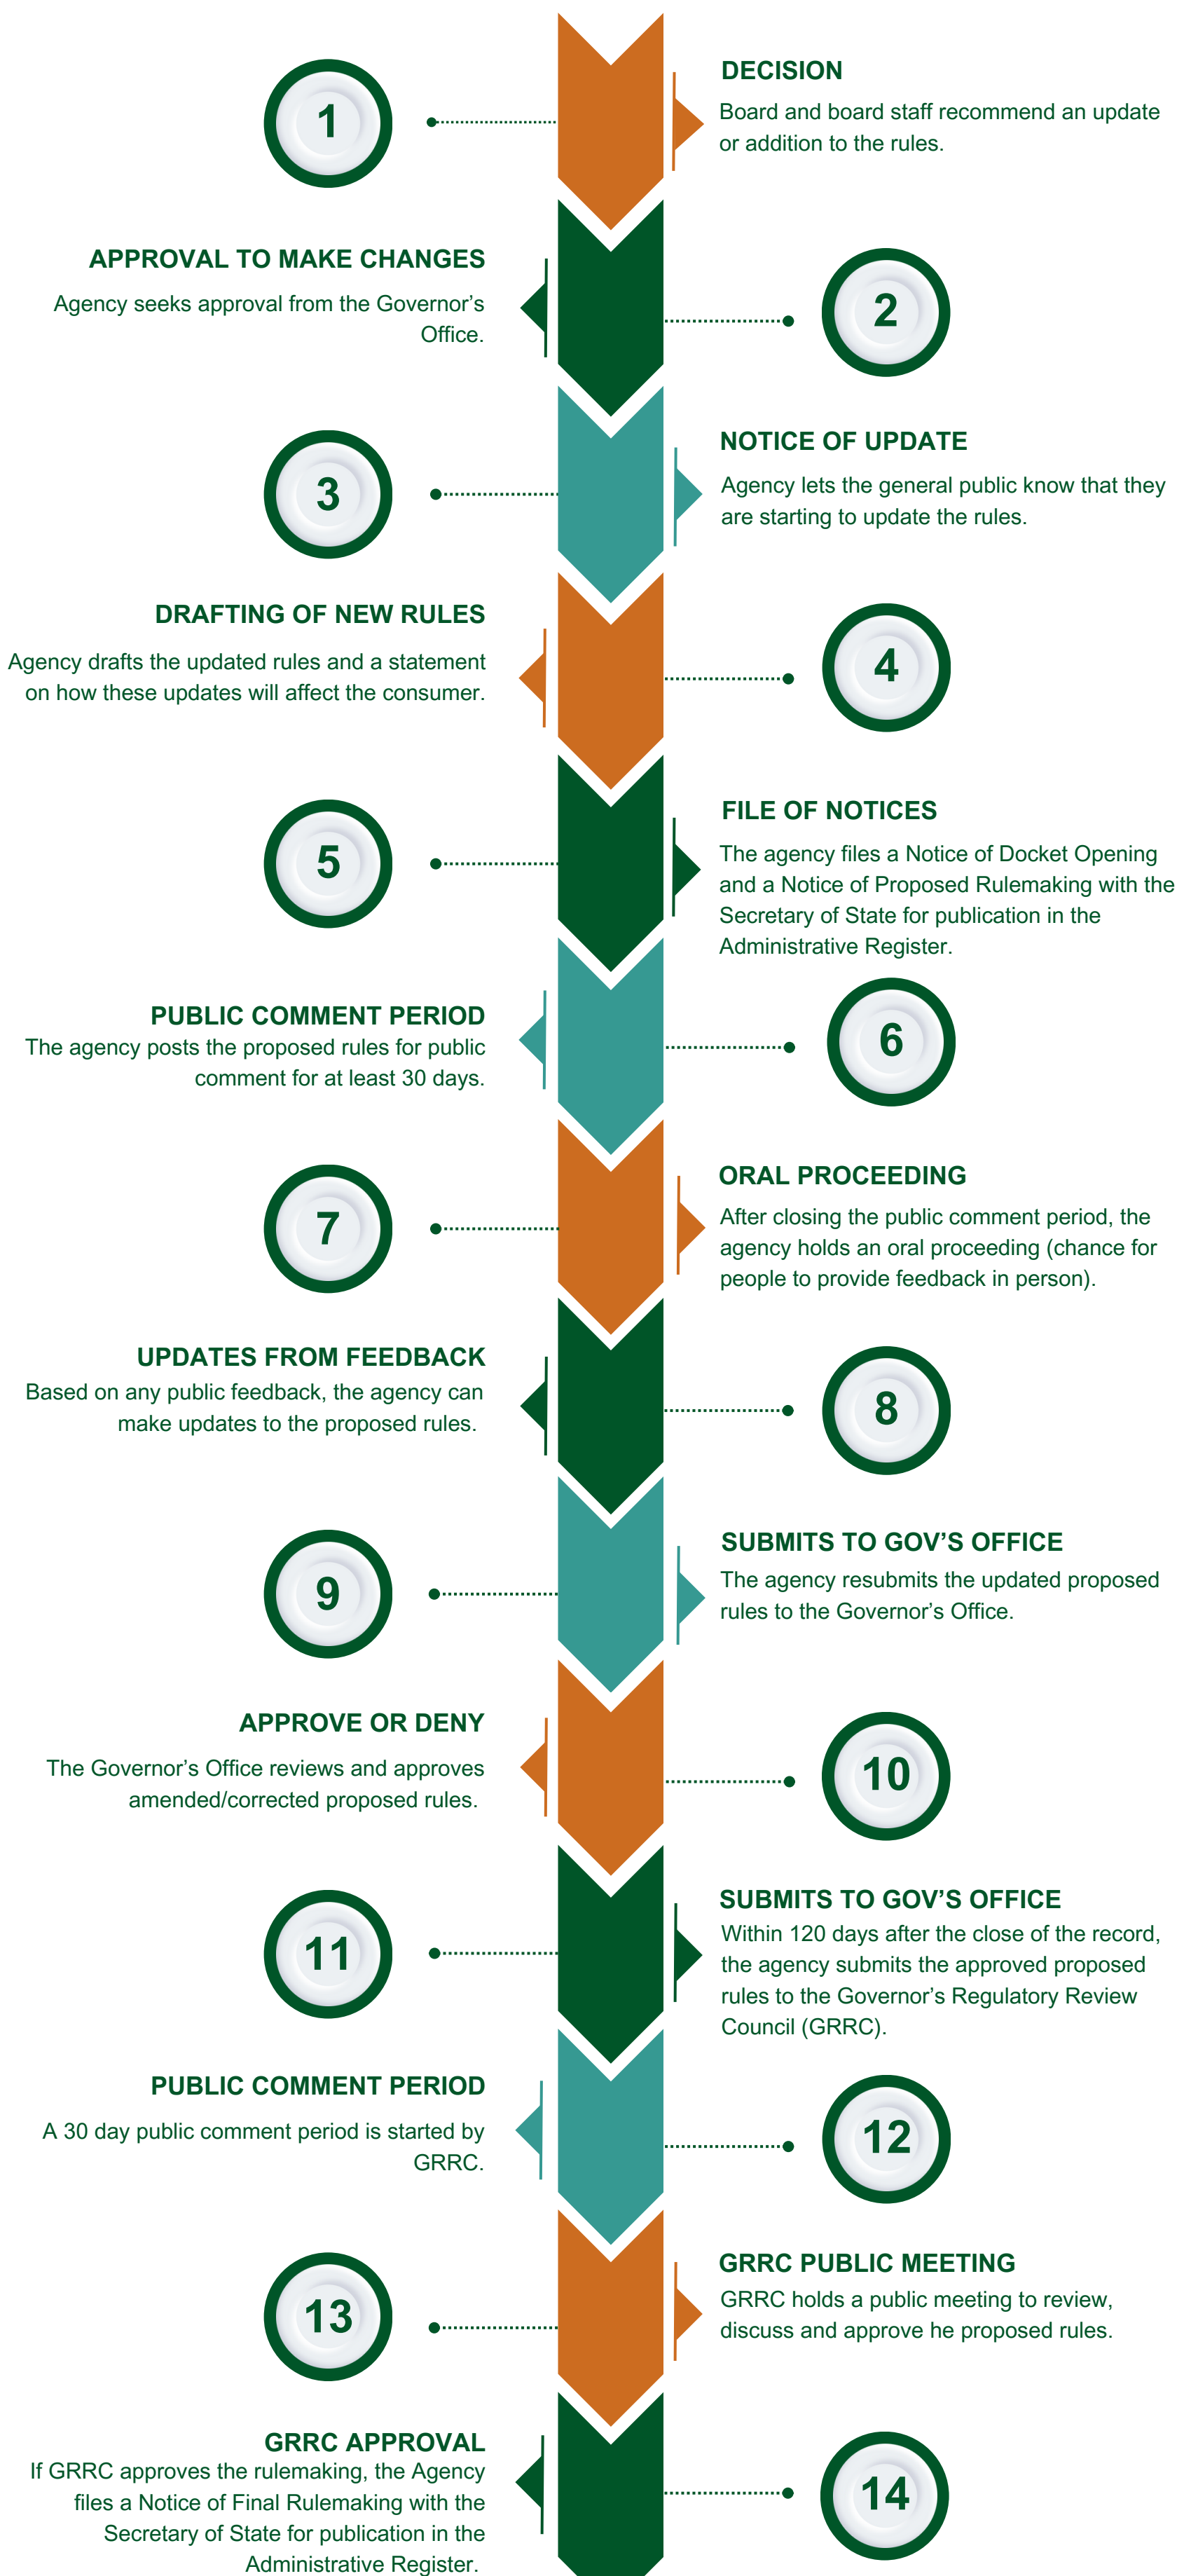 1
DECISION
Board and board staff recommend an update
or addition to the rules.
APPROVAL TO MAKE CHANGES
Agency seeks approval from the Governor's
Office.
2
3
NOTICE OF UPDATE
Agency lets the general public know that they
are starting to update the rules.
DRAFTING OF NEW RULES
Agency drafts the updated rules and a statement
on how these updates will affect the consumer.
4
5
FILE OF NOTICES
The agency files a Notice of Docket Opening
and a Notice of Proposed Rulemaking with the
Secretary of State for publication in the
Administrative Register.
PUBLIC COMMENT PERIOD
The agency posts the proposed rules for public
comment for at least 30 days.
6
7
ORAL PROCEEDING
After closing the public comment period, the
agency holds an oral proceeding (chance for
people to provide feedback in person).
UPDATES FROM FEEDBACK
Based on any public feedback, the agency can
make updates to the proposed rules.
8
9
SUBMITS TO GOV'S OFFICE
The agency resubmits the updated proposed
rules to the Governor's Office.
APPROVE OR DENY
The Governor's Office reviews and approves
amended/corrected proposed rules.
10
11
SUBMITS TO GOV'S OFFICE
Within 120 days after the close of the record,
the agency submits the approved proposed
rules to the Governor's Regulatory Review
Council (GRRC).
PUBLIC COMMENT PERIOD
A 30 day public comment period is started by
GRRC.
12
13
GRRC PUBLIC MEETING
GRRC holds a public meeting to review,
discuss and approve he proposed rules.
GRRC APPROVAL
If GRRC approves the rulemaking, the Agency
files a Notice of Final Rulemaking with the
Secretary of State for publication in the
Administrative Register.
14